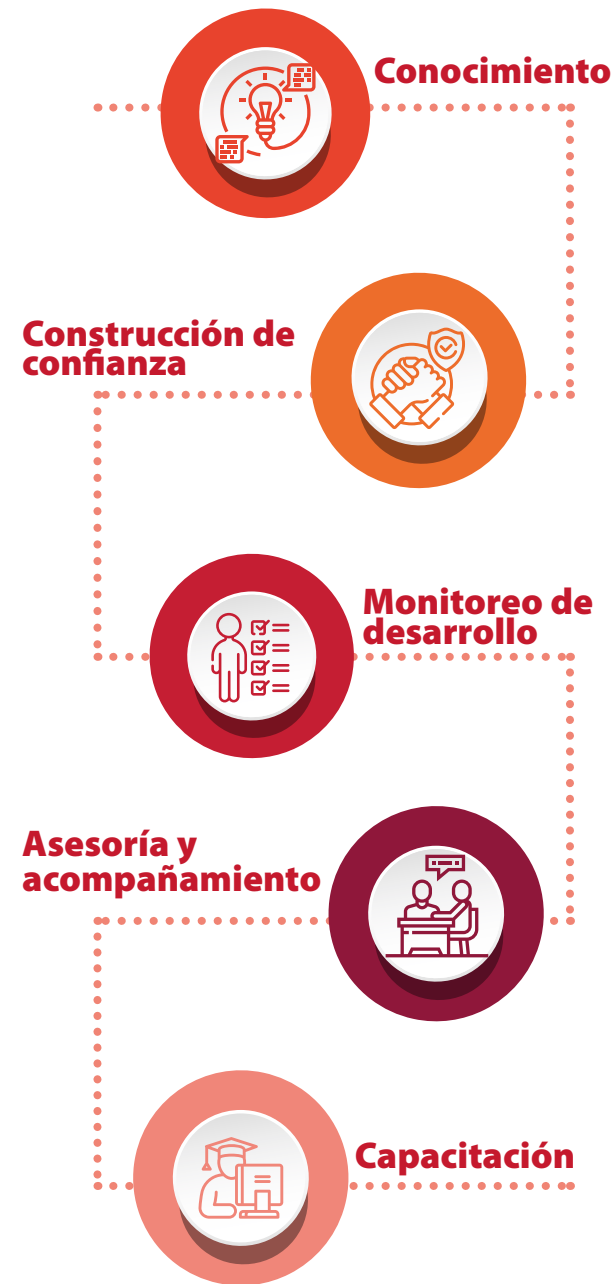 Conocimiento
Construcción de
confianza
Monitoreo de
desarrollo
Asesoría y
acompañamiento
Capacitación